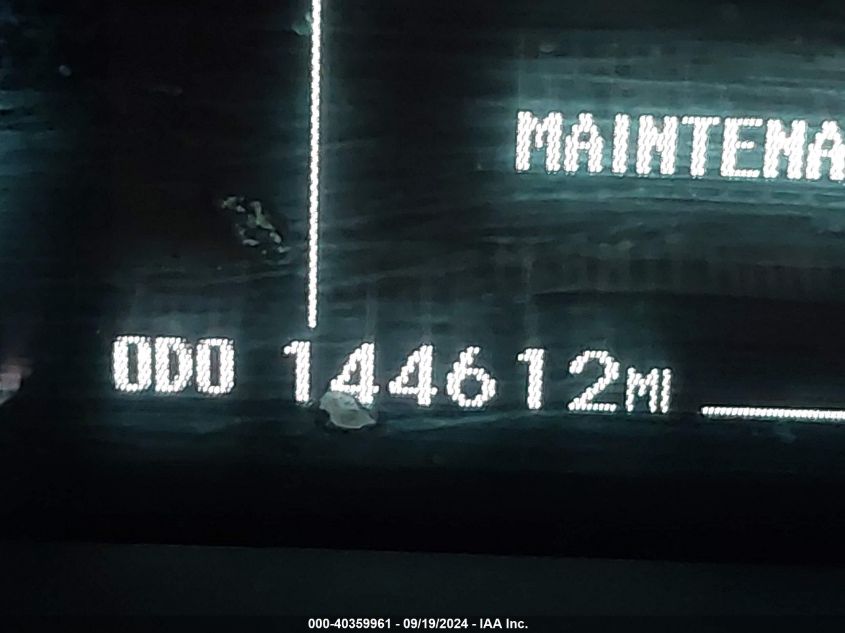 MAINTENA
ODO 144612MI
000-40359961 - 09/19/2024 - IAA Inc.